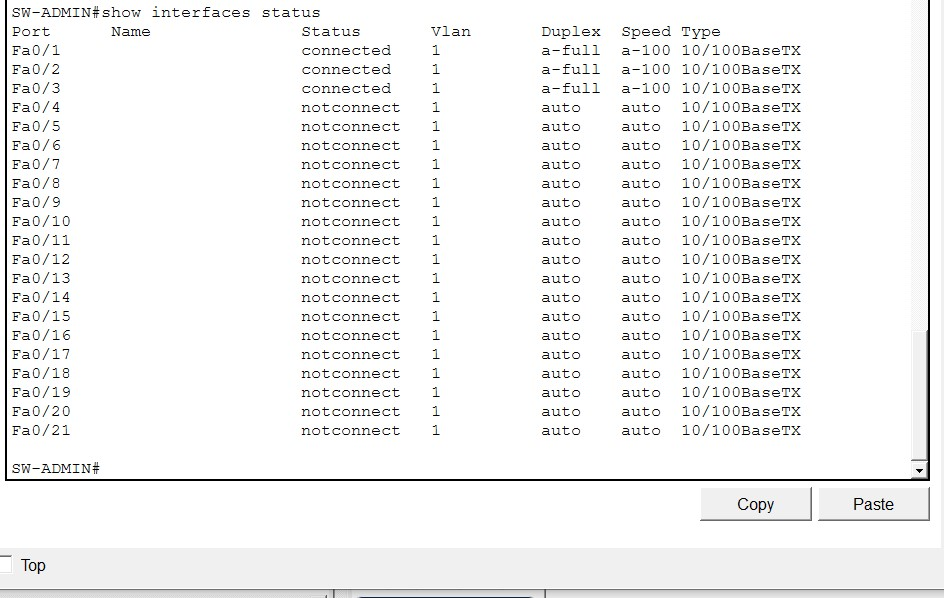 SW-ADMIN#show interfaces status
Port Name Status Vlan Duplex Speed Type
Fa0/1 connected 1 a-full a-100 10/100BaseTX
Fa0/2 connected 1 a-full a-100 10/100BaseTX
Fa0/3 connected 1 a-full a-100 10/100BaseTX
Fa0/4 notconnect 1 auto auto 10/100BaseTX
Fa0/5 notconnect 1 auto auto 10/100BaseTX
Fa0/6 notconnect 1 auto auto 10/100BaseTX
Fa0/7 notconnect 1 auto auto 10/100BaseTX
Fa0/8 notconnect 1 auto auto 10/100BaseTX
Fa0/9 notconnect 1 auto auto 10/100BaseTX
Fa0/10 notconnect 1 auto auto 10/100BaseTX
Fa0/11 notconnect 1 auto auto 10/100BaseTX
Fa0/12 notconnect 1 auto auto 10/100BaseTX
Fa0/13 notconnect 1 auto auto 10/100BaseTX
Fa0/14 notconnect 1 auto auto 10/100BaseTX
Fa0/15 notconnect 1 auto auto 10/100BaseTX
Fa0/16 notconnect 1 auto auto 10/100BaseTX
Fa0/17 notconnect 1 auto auto 10/100BaseTX
Fa0/18 notconnect 1 auto auto 10/100BaseTX
Fa0/19 notconnect 1 auto auto 10/100BaseTX
Fa0/20 notconnect 1 auto auto 10/100BaseTX
Fa0/21 notconnect 1 auto auto 10/100BaseTX
SW-ADMIN#
Copy Paste
Top